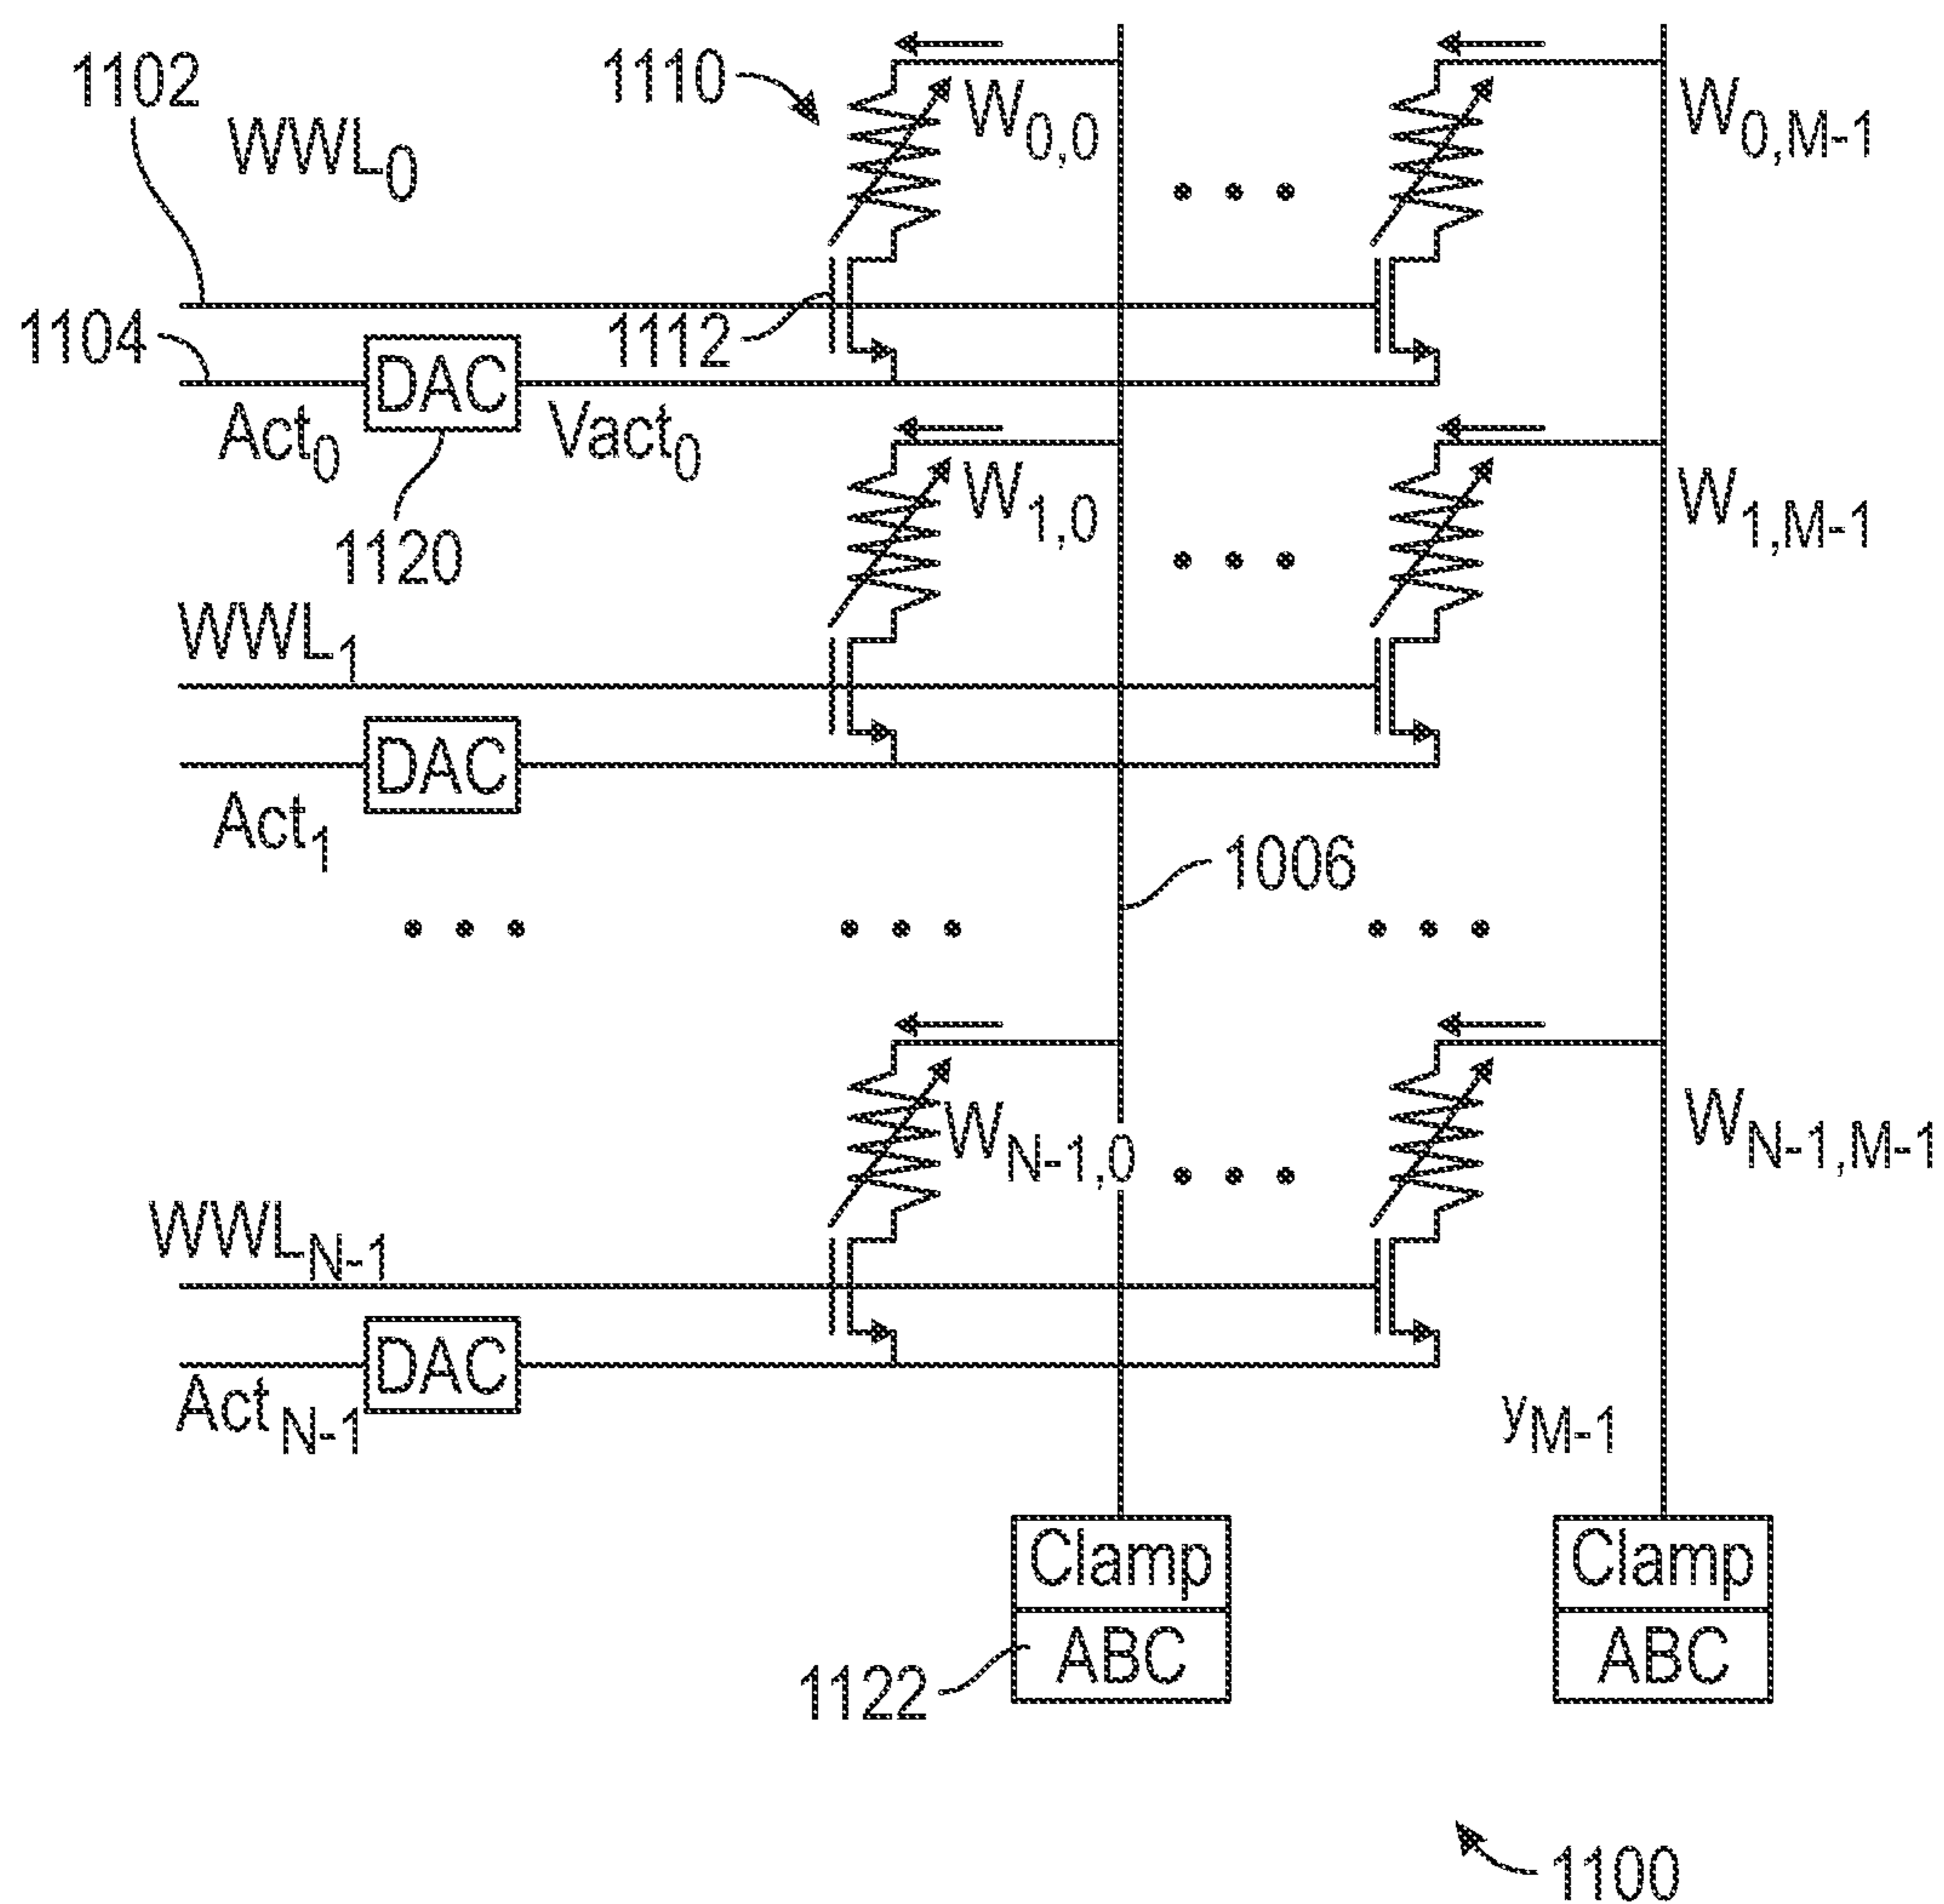 1102
WWL0
1110
W0,0
W0,M-1
1104
DAC
1112
Act0
Vact0
1120
W1,0
W1,M-1
WWL1
DAC
Act1
1006
WN-1,0
WN-1,M-1
WWLN-1
DAC
ActN-1
yM-1
Clamp
Clamp
ABC
ABC
1122
1100